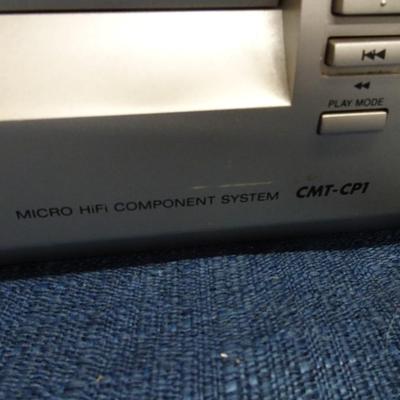 PLAY MODE
MICRO HiFi COMPONENT SYSTEM CMT-CP1